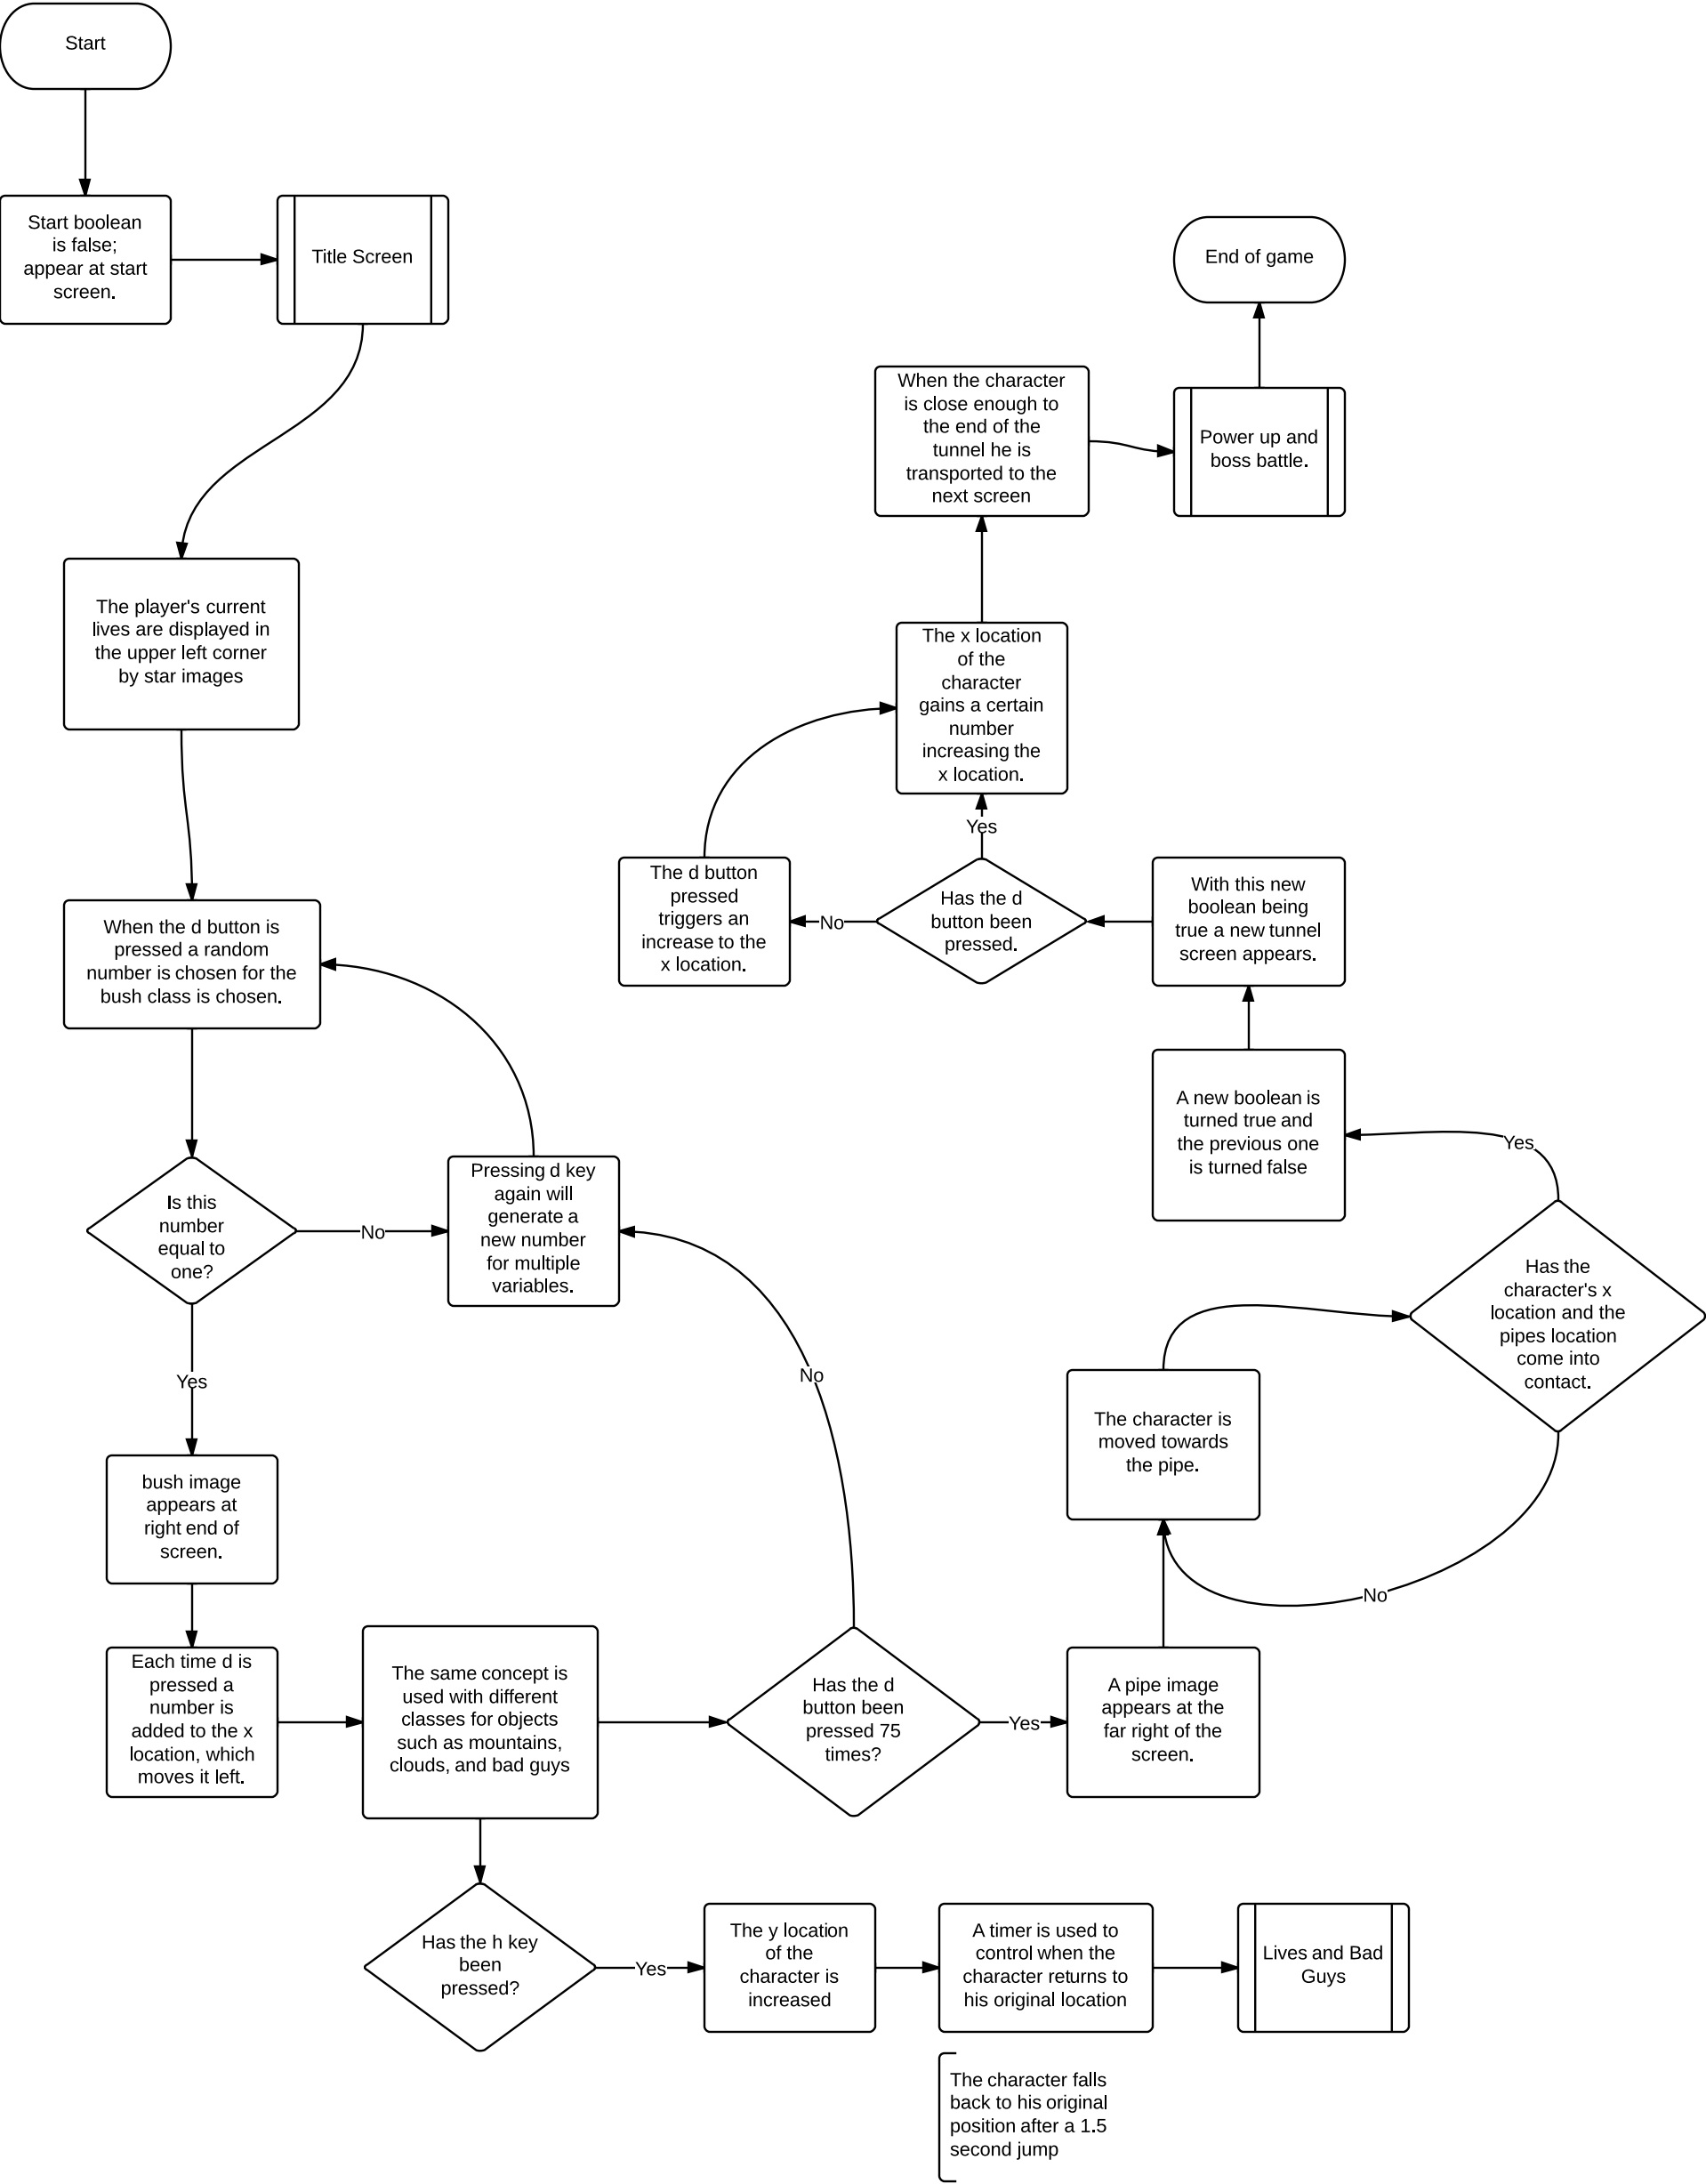 Start
Start boolean
is false;
appear at start
screen.
Title Screen
The player's current
lives are displayed in
the upper left corner
by star images
When the d button is
pressed a random
number is chosen for the
bush class is chosen.
Is this
number
equal to
one?
No
Pressing d key
again will
generate a
new number
for multiple
variables.
Yes
bush image
appears at
right end of
screen.
Each time d is
pressed a
number is
added to the x
location, which
moves it left.
The same concept is
used with different
classes for objects
such as mountains,
clouds, and bad guys
Has the d
button been
pressed 75
times?
No
Yes
A pipe image
appears at the
far right of the
screen.
The character is
moved towards
the pipe.
Has the
character's x
location and the
pipes location
come into
contact.
No
Yes
A new boolean is
turned true and
the previous one
is turned false
With this new
boolean being
true a new tunnel
screen appears.
Has the d
button been
pressed.
No
The d button
pressed
triggers an
increase to the
x location.
Yes
The x location
of the
character
gains a certain
number
increasing the
x location.
When the character
is close enough to
the end of the
tunnel he is
transported to the
next screen
Power up and
boss battle.
End of game
Has the h key
been
pressed?
Yes
The y location
of the
character is
increased
A timer is used to
control when the
character returns to
his original location
Lives and Bad
Guys
The character falls
back to his original
position after a 1.5
second jump